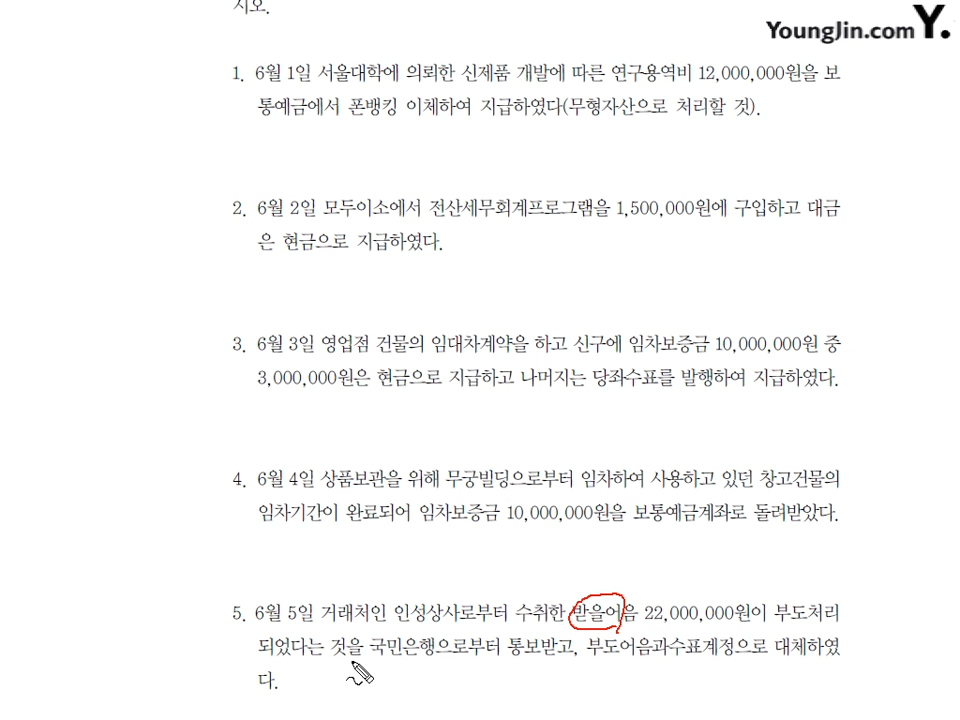 시오.
YoungJin.com Y.
1. 6월 1일 서울대학에 의뢰한 신제품 개발에 따른 연구용역비 12,000,000원을 보
통예금에서 폰뱅킹 이체하여 지급하였다(무형자산으로 처리할 것).
2. 6월 2일 모두이소에서 전산세무회계프로그램을 1,500,000원에 구입하고 대금
은 현금으로 지급하였다.
3. 6월 3일 영업점 건물의 임대차계약을 하고 신구에 임차보증금 10,000,000원 중
3,000,000원은 현금으로 지급하고 나머지는 당좌수표를 발행하여 지급하였다.
4. 6월 4일 상품보관을 위해 무궁빌딩으로부터 임차하여 사용하고 있던 창고건물의
임차기간이 완료되어 임차보증금 10,000,000원을 보통예금계좌로 돌려받았다.
5. 6월 5일 거래처인 인성상사로부터 수취한 받을어음 22,000,000원이 부도처리
되었다는 것을 국민은행으로부터 통보받고, 부도어음과수표계정으로 대체하였
다.